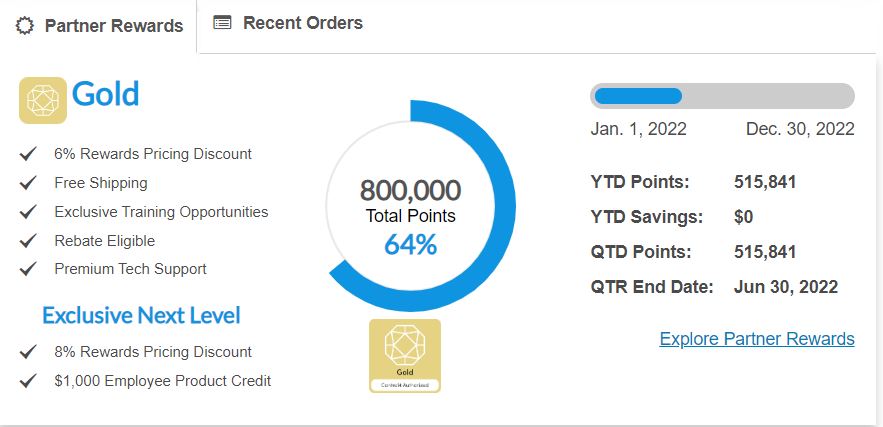 Partner Rewards
Recent Orders
Gold
6% Rewards Pricing Discount
Free Shipping
Exclusive Training Opportunities
Rebate Eligible
Premium Tech Support
Exclusive Next Level
8% Rewards Pricing Discount
$1,000 Employee Product Credit
800,000
Total Points
64%
Gold
Control4 Authorized
Jan. 1, 2022 Dec. 30, 2022
YTD Points: 515,841
YTD Savings: $0
QTD Points: 515,841
QTR End Date: Jun 30, 2022
Explore Partner Rewards